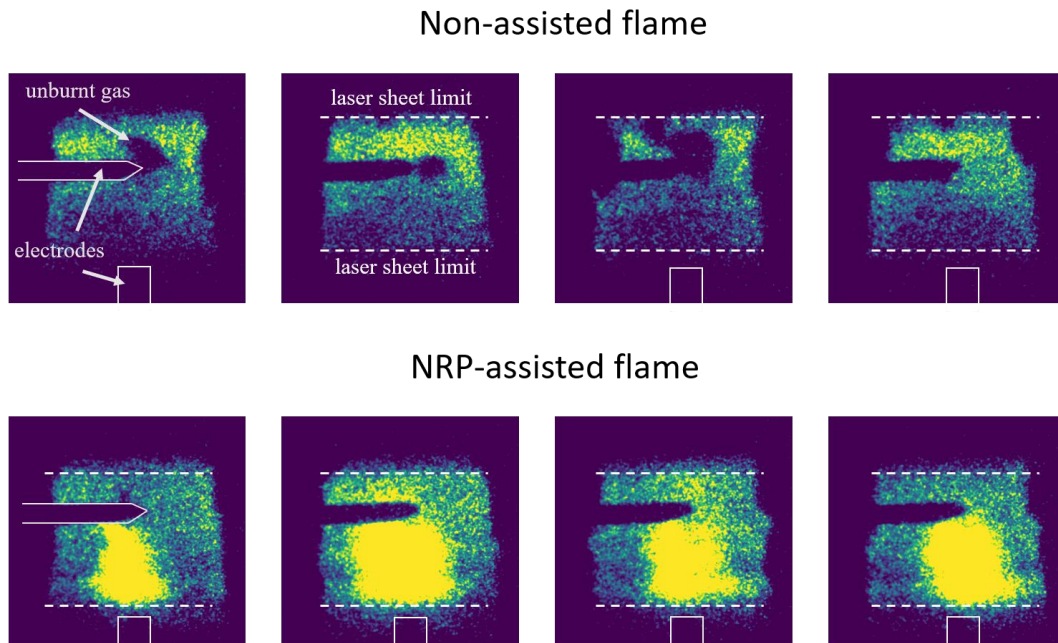 Non-assisted flame
unburnt gas
laser sheet limit
electrodes
laser sheet limit
NRP-assisted flame